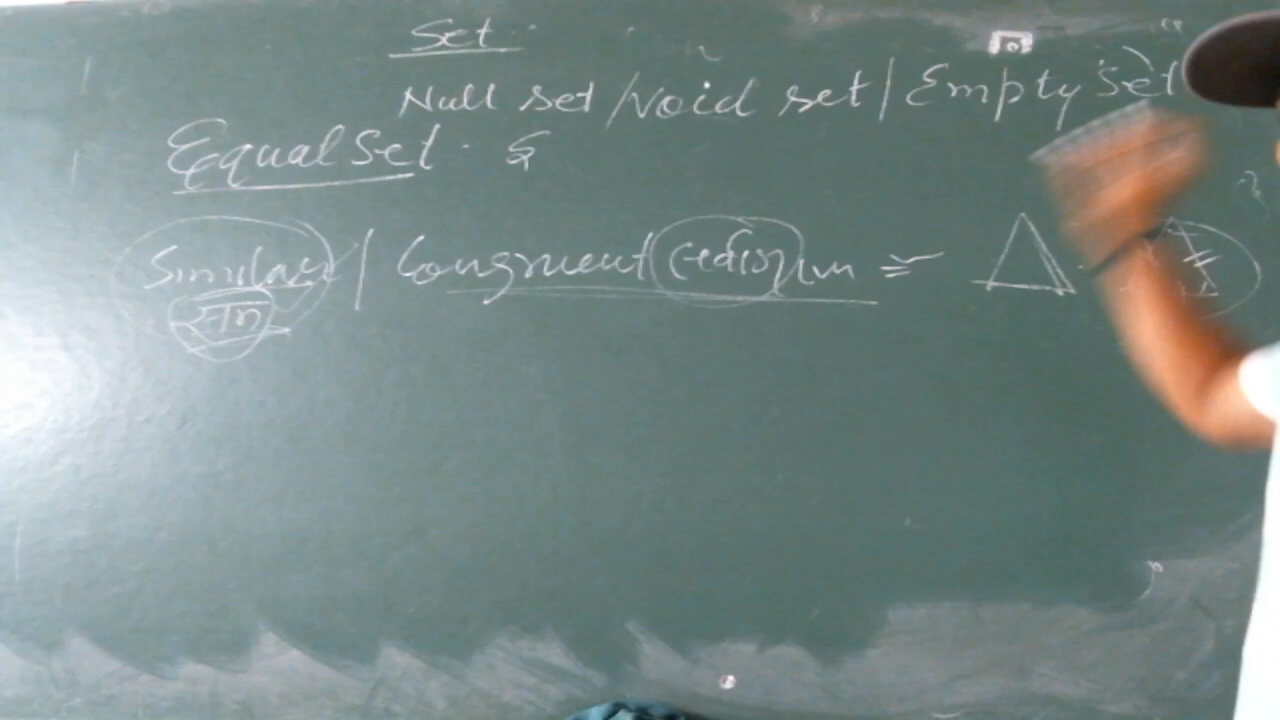 Set
Null set / Void set / Empty set
Equal Set
Similar / Congruent